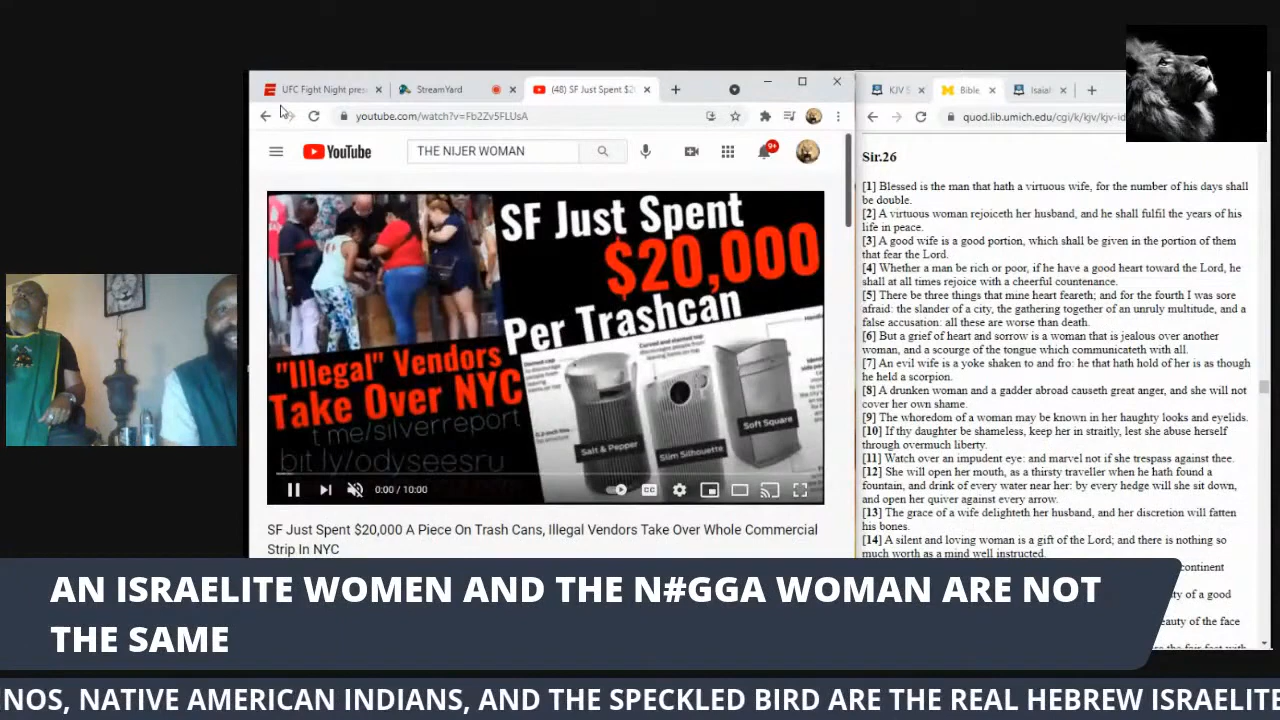 UFC Fight Night pres
StreamYard
(48) SF Just Spent $2
KJV S
Bible
Isaial
youtube.com/watch?v=Fb2Zv5FLUsA
quod.lib.umich.edu/cgi/k/kjv/kjv-id
YouTube
THE NIJER WOMAN
9+
SF Just Spent
$20,000
Per Trashcan
"Illegal" Vendors
Take Over NYC
t.me/silverreport
bit.ly/odyseesru
Salt & Pepper
Slim Silhouette
Soft Square
0:00 / 10:00
SF Just Spent $20,000 A Piece On Trash Cans, Illegal Vendors Take Over Whole Commercial
Strip In NYC
Sir.26
[1] Blessed is the man that hath a virtuous wife, for the number of his days shall
be double.
[2] A virtuous woman rejoiceth her husband, and he shall fulfil the years of his
life in peace.
[3] A good wife is a good portion, which shall be given in the portion of them
that fear the Lord.
[4] Whether a man be rich or poor, if he have a good heart toward the Lord, he
shall at all times rejoice with a cheerful countenance.
[5] There be three things that mine heart feareth; and for the fourth I was sore
afraid: the slander of a city, the gathering together of an unruly multitude, and a
false accusation: all these are worse than death.
[6] But a grief of heart and sorrow is a woman that is jealous over another
woman, and a scourge of the tongue which communicateth with all.
[7] An evil wife is a yoke shaken to and fro: he that hath hold of her is as though
he held a scorpion.
[8] A drunken woman and a gadder abroad causeth great anger, and she will not
cover her own shame.
[9] The whoredom of a woman may be known in her haughty looks and eyelids.
[10] If thy daughter be shameless, keep her in straitly, lest she abuse herself
through overmuch liberty.
[11] Watch over an impudent eye: and marvel not if she trespass against thee.
[12] She will open her mouth, as a thirsty traveller when he hath found a
fountain, and drink of every water near her: by every hedge will she sit down,
and open her quiver against every arrow.
[13] The grace of a wife delighteth her husband, and her discretion will fatten
his bones.
[14] A silent and loving woman is a gift of the Lord; and there is nothing so
much worth as a mind well instructed.
continent
ty of a good
eauty of the face
AN ISRAELITE WOMEN AND THE N#GGA WOMAN ARE NOT
THE SAME
NOS, NATIVE AMERICAN INDIANS, AND THE SPECKLED BIRD ARE THE REAL HEBREW ISRAELITE